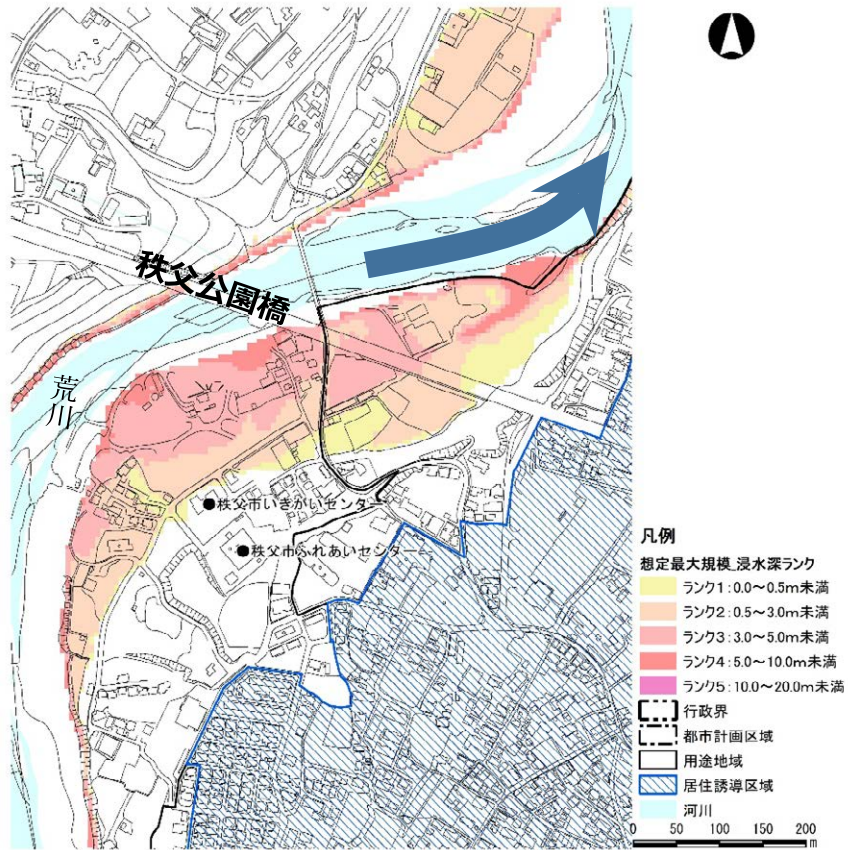 秩父公園橋
荒川
●秩父市いきがいセンター
●秩父市ふれあいセンター
凡例
想定最大規模_浸水深ランク
ランク1:0.0～0.5m未満
ランク2:0.5～3.0m未満
ランク3:3.0～5.0m未満
ランク4:5.0～10.0m未満
ランク5:10.0～20.0m未満
行政界
都市計画区域
用途地域
居住誘導区域
河川
0 50 100 150 200
m